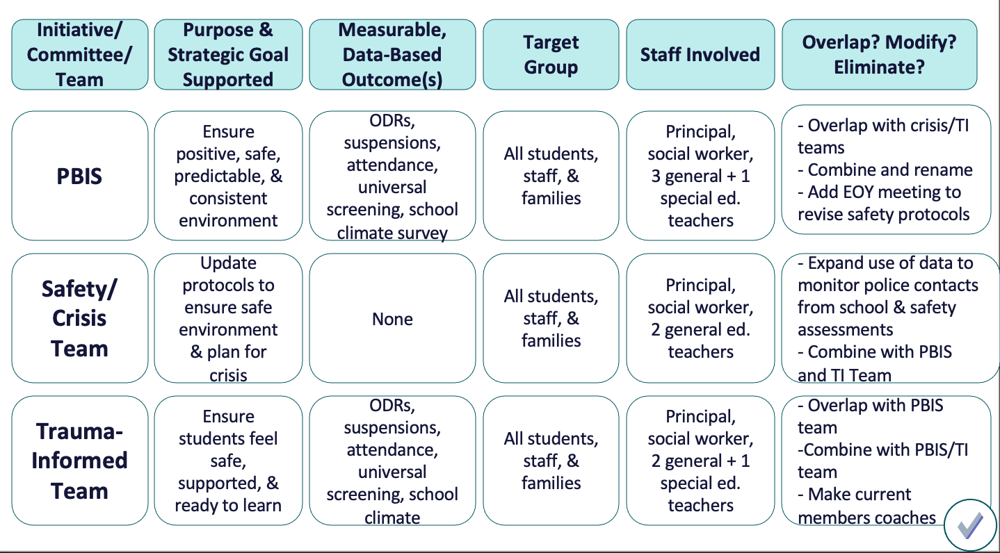 Initiative/
Committee/
Team
Purpose &
Strategic Goal
Supported
Measurable,
Data-Based
Outcome(s)
Target
Group
Staff Involved
Overlap? Modify?
Eliminate?
PBIS
Ensure
positive, safe,
predictable, &
consistent
environment
ODRs,
suspensions,
attendance,
universal
screening, school
climate survey
All students,
staff, &
families
Principal,
social worker,
3 general + 1
special ed.
teachers
- Overlap with crisis/TI
teams
- Combine and rename
- Add EOY meeting to
revise safety protocols
Safety/
Crisis
Team
Update
protocols to
ensure safe
environment
& plan for
crisis
None
All students,
staff, &
families
Principal,
social worker,
2 general ed.
teachers
- Expand use of data to
monitor police contacts
from school & safety
assessments
- Combine with PBIS
and TI Team
Trauma-
Informed
Team
Ensure
students feel
safe,
supported, &
ready to learn
ODRs,
suspensions,
attendance,
universal
screening, school
climate
All students,
staff, &
families
Principal,
social worker,
2 general + 1
special ed.
teachers
- Overlap with PBIS
team
-Combine with PBIS/TI
team
- Make current
members coaches